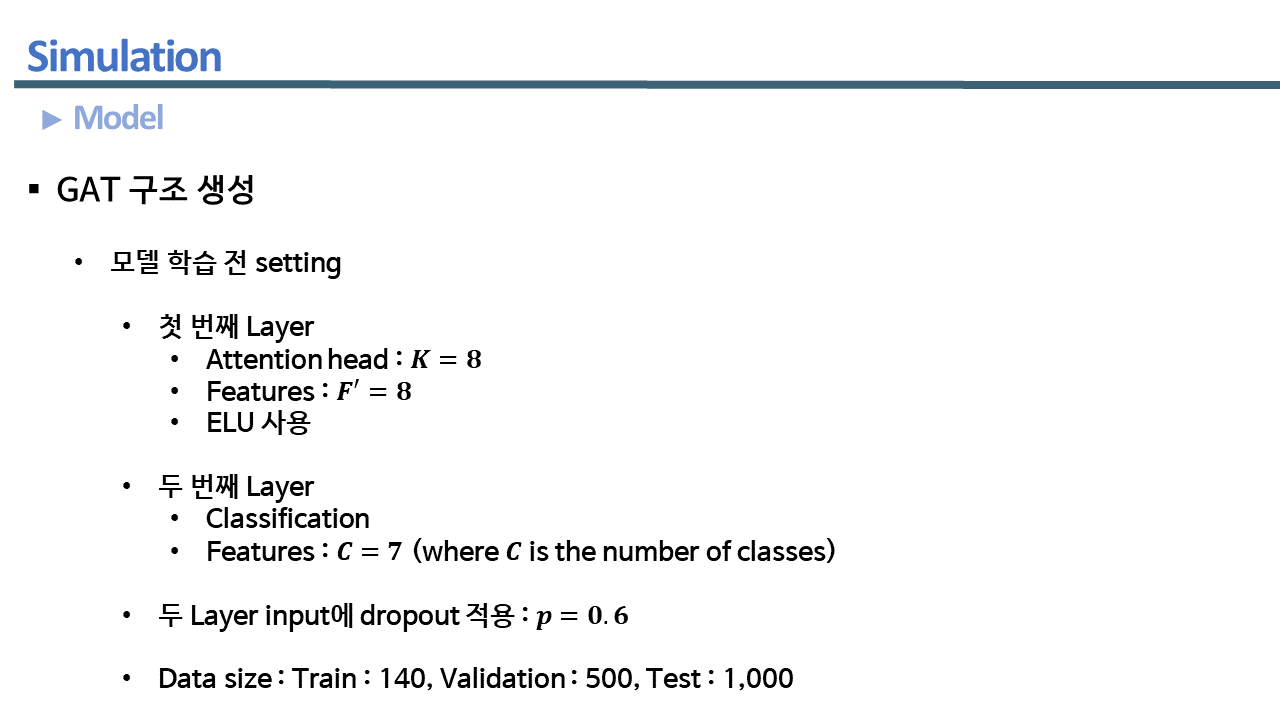 Simulation
► Model
▪ GAT 구조 생성
• 모델 학습 전 setting
• 첫 번째 Layer
• Attention head : K = 8
• Features : F′ = 8
• ELU 사용
• 두 번째 Layer
• Classification
• Features : C = 7 (where C is the number of classes)
• 두 Layer input에 dropout 적용 : p = 0.6
• Data size : Train : 140, Validation : 500, Test : 1,000